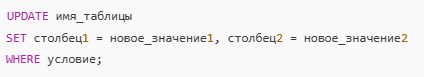 UPDATE имя_таблицы
SET столбец1 = новое_значение1, столбец2 = новое_значение2
WHERE условие;